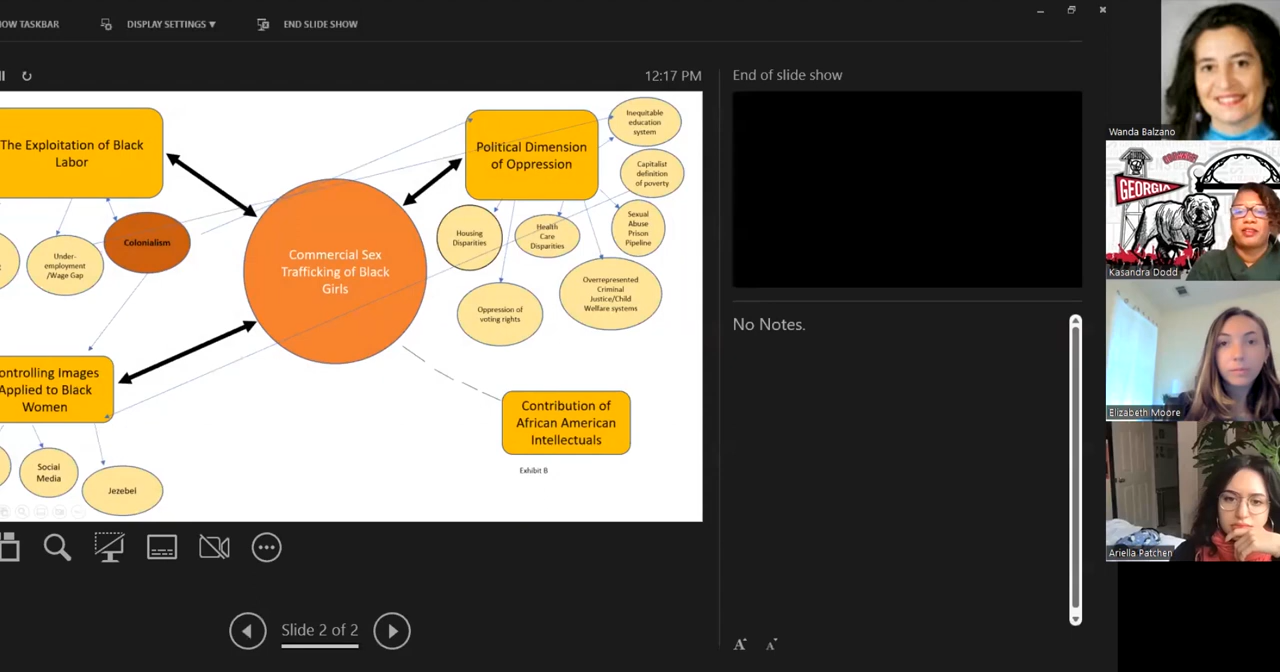 OW TASKBAR
DISPLAY SETTINGS ▼
END SLIDE SHOW
12:17 PM
End of slide show
The Exploitation of Black
Labor
Colonialism
Under-
employment
/Wage Gap
ontrolling Images
Applied to Black
Women
Social
Media
Jezebel
Commercial Sex
Trafficking of Black
Girls
Political Dimension
of Oppression
Inequitable
education
system
Capitalist
definition
of poverty
Sexual
Abuse
Prison
Pipeline
Housing
Disparities
Health
Care
Disparities
Oppression of
voting rights
Overrepresented
Criminal
Justice/Child
Welfare systems
Contribution of
African American
Intellectuals
Exhibit B
No Notes.
Slide 2 of 2
A
A
Wanda Balzano
GEORGIA
Kasandra Dodd
Elizabeth Moore
Ariella Patchen